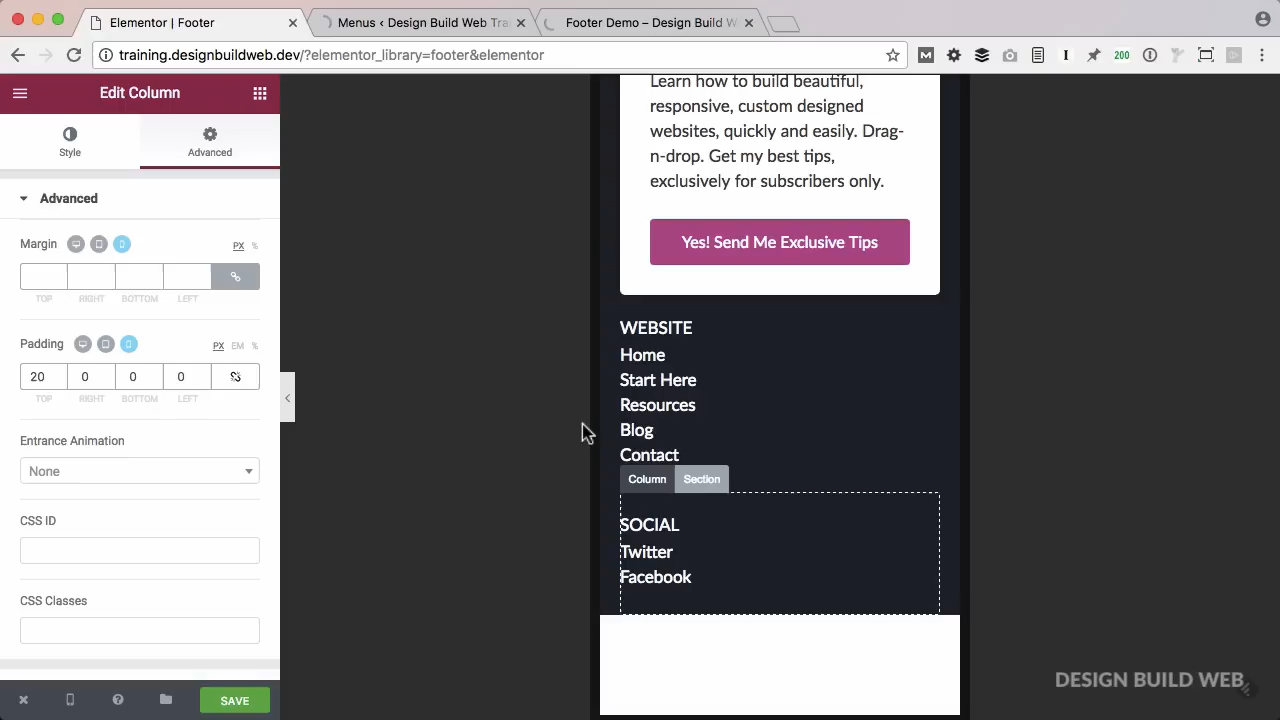 Elementor | Footer
Menus ‹ Design Build Web Tra
Footer Demo – Design Build W
training.designbuildweb.dev/?elementor_library=footer&elementor
200
Edit Column
Style
Advanced
Advanced
Margin
PX %
TOP RIGHT BOTTOM LEFT
Padding
PX EM %
20 0 0 0
TOP RIGHT BOTTOM LEFT
Entrance Animation
None
CSS ID
CSS Classes
SAVE
Learn how to build beautiful,
responsive, custom designed
websites, quickly and easily. Drag-
n-drop. Get my best tips,
exclusively for subscribers only.
Yes! Send Me Exclusive Tips
WEBSITE
Home
Start Here
Resources
Blog
Contact
Column Section
SOCIAL
Twitter
Facebook
DESIGN BUILD WEB